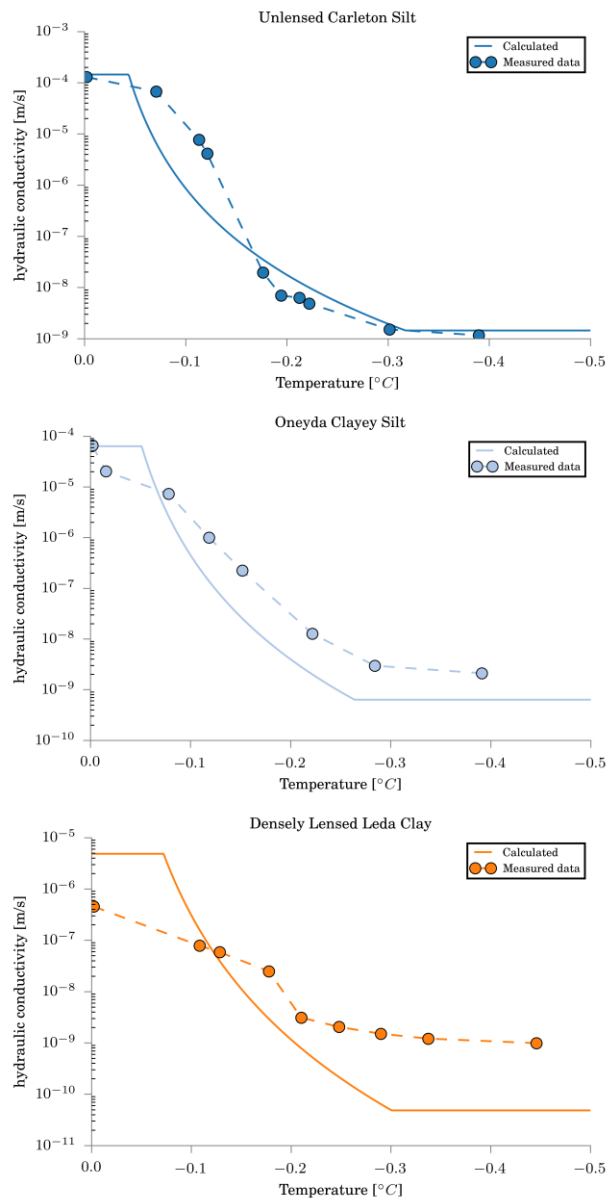 Unlensed Carleton Silt
Calculated
Measured data
hydraulic conductivity [m/s]
10⁻³
10⁻⁴
10⁻⁵
10⁻⁶
10⁻⁷
10⁻⁸
10⁻⁹
0.0 −0.1 −0.2 −0.3 −0.4 −0.5
Temperature [°C]
Oneyda Clayey Silt
Calculated
Measured data
hydraulic conductivity [m/s]
10⁻⁴
10⁻⁵
10⁻⁶
10⁻⁷
10⁻⁸
10⁻⁹
10⁻¹⁰
0.0 −0.1 −0.2 −0.3 −0.4 −0.5
Temperature [°C]
Densely Lensed Leda Clay
Calculated
Measured data
hydraulic conductivity [m/s]
10⁻⁵
10⁻⁶
10⁻⁷
10⁻⁸
10⁻⁹
10⁻¹⁰
10⁻¹¹
0.0 −0.1 −0.2 −0.3 −0.4 −0.5
Temperature [°C]